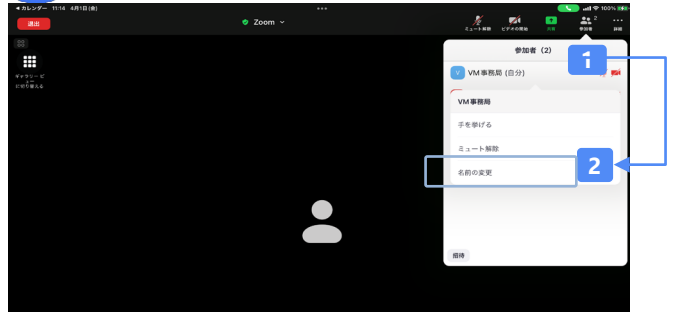 ◀カレンダー 11:14 4月1日(金)
100%
退出
Zoom
ミュート解除
ビデオの開始
共有
参加者
2
詳細
ギャラリービ
ュー
に切り替える
参加者（2）
1
V
VM 事務局 (自分)
VM 事務局
手を挙げる
ミュート解除
名前の変更
2
招待